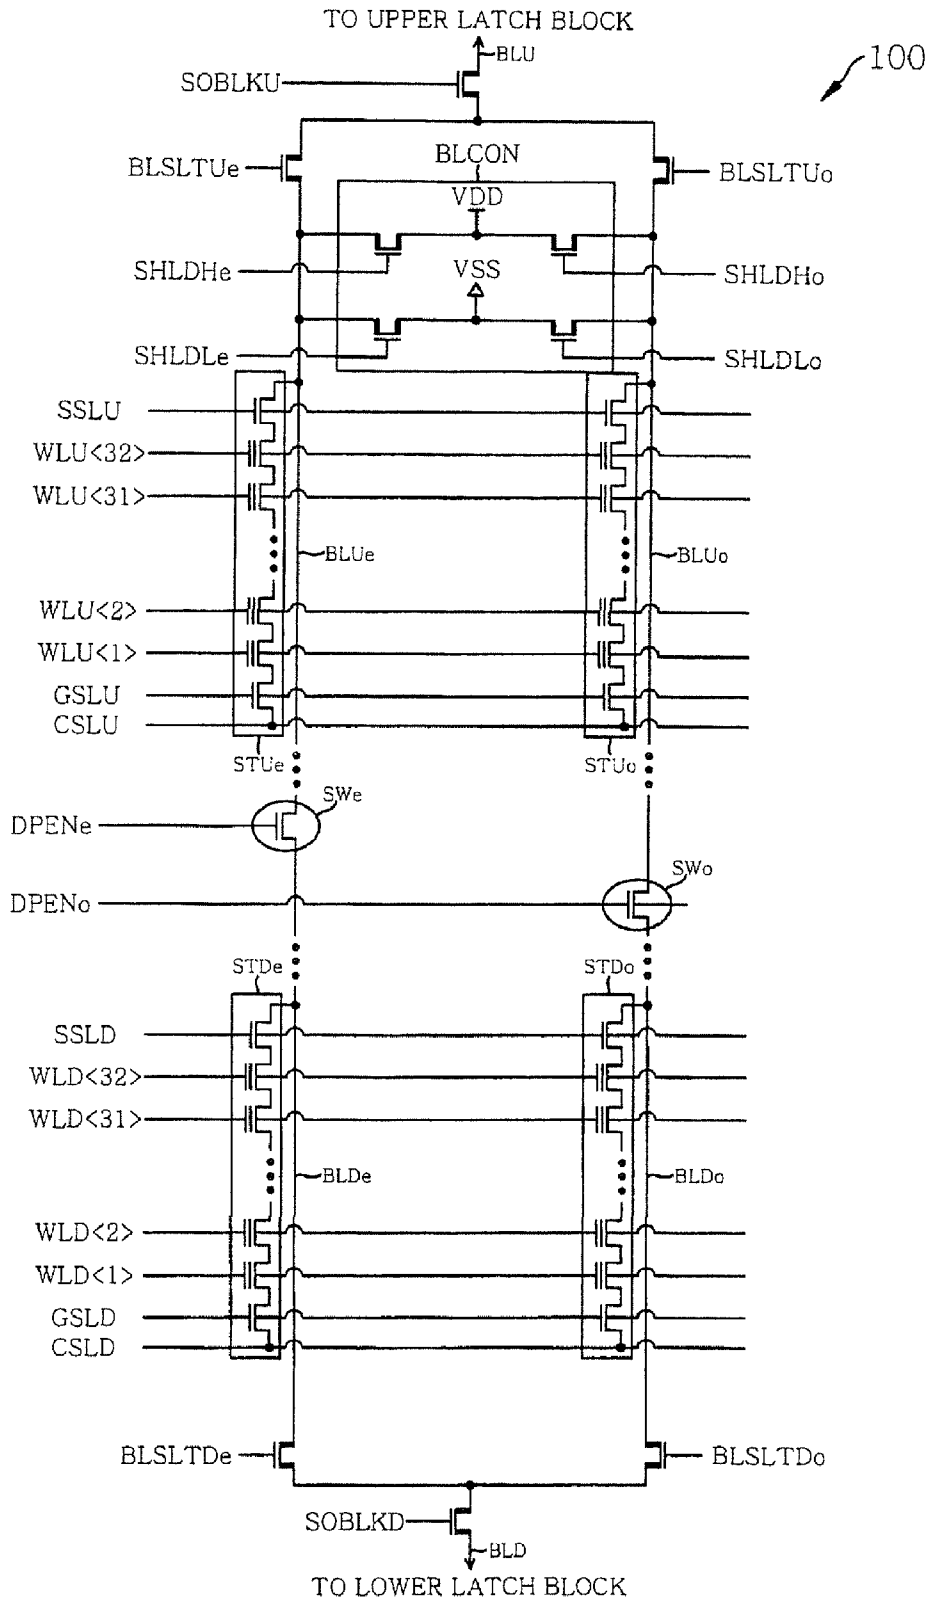 TO UPPER LATCH BLOCK
BLU
100
SOBLKU
BLSLTUe
BLCON
BLSLTUo
VDD
SHLDHe
VSS
SHLDHo
SHLDLe
SHLDLo
SSLU
WLU<32>
WLU<31>
BLUe
BLUo
WLU<2>
WLU<1>
GSLU
CSLU
STUe
STUo
SWe
DPENe
SWo
DPENo
STDe
STDo
SSLD
WLD<32>
WLD<31>
BLDe
BLDo
WLD<2>
WLD<1>
GSLD
CSLD
BLSLTDe
BLSLTDo
SOBLKD
BLD
TO LOWER LATCH BLOCK